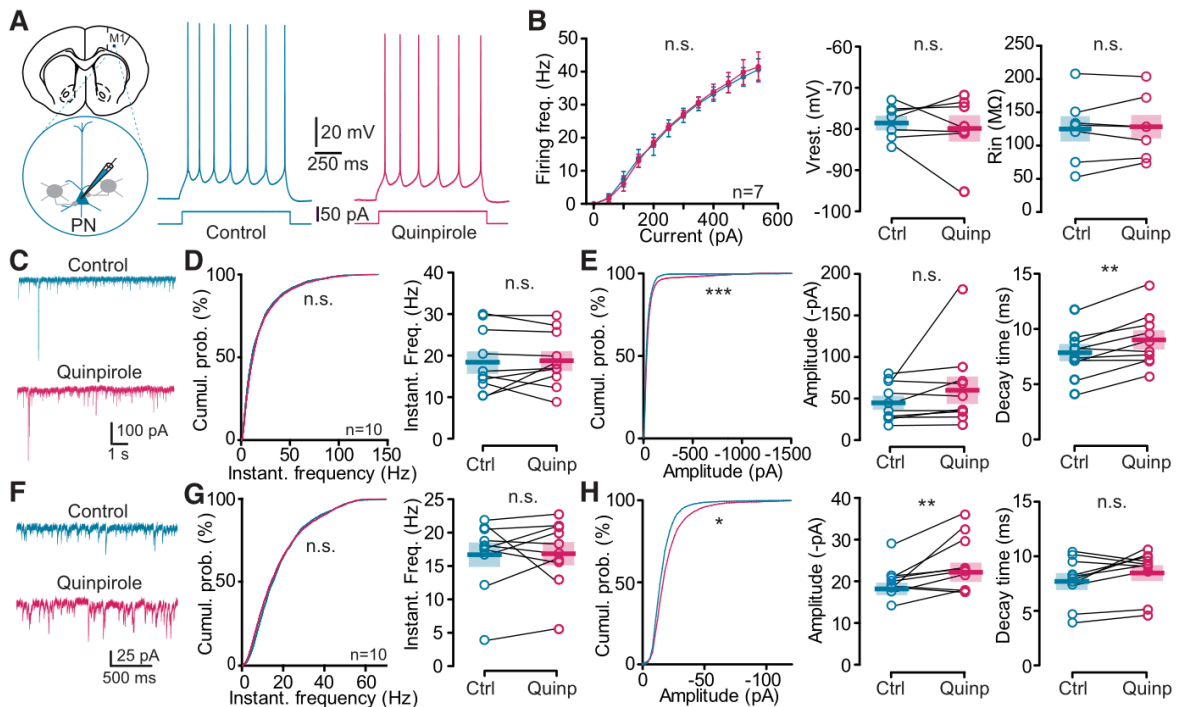 A
M1
PN
20 mV
250 ms
50 pA
Control
Quinpirole
B
n.s.
Firing freq. (Hz)
50
40
30
20
10
0
0
200
400
600
n=7
Current (pA)
n.s.
Vrest. (mV)
-60
-70
-80
-90
-100
Ctrl
Quinp
n.s.
Rin (MΩ)
250
200
150
100
50
0
Ctrl
Quinp
C
Control
Quinpirole
100 pA
1 s
D
Cumul. prob. (%)
100
50
0
n.s.
n=10
0
50
100
150
Instant. frequency (Hz)
n.s.
Instant. Freq. (Hz)
40
30
20
10
0
Ctrl
Quinp
E
Cumul. prob. (%)
100
50
0
***
0
-500
-1000
-1500
Amplitude (pA)
n.s.
Amplitude (-pA)
200
150
100
50
0
Ctrl
Quinp
**
Decay time (ms)
15
10
5
0
Ctrl
Quinp
F
Control
Quinpirole
25 pA
500 ms
G
Cumul. prob. (%)
100
50
0
n.s.
n=10
0
20
40
60
Instant. frequency (Hz)
n.s.
Instant. Freq. (Hz)
25
20
15
10
5
0
Ctrl
Quinp
H
Cumul. prob. (%)
100
50
0
*
0
-50
-100
Amplitude (pA)
**
Amplitude (-pA)
40
30
20
10
0
Ctrl
Quinp
n.s.
Decay time (ms)
15
10
5
0
Ctrl
Quinp